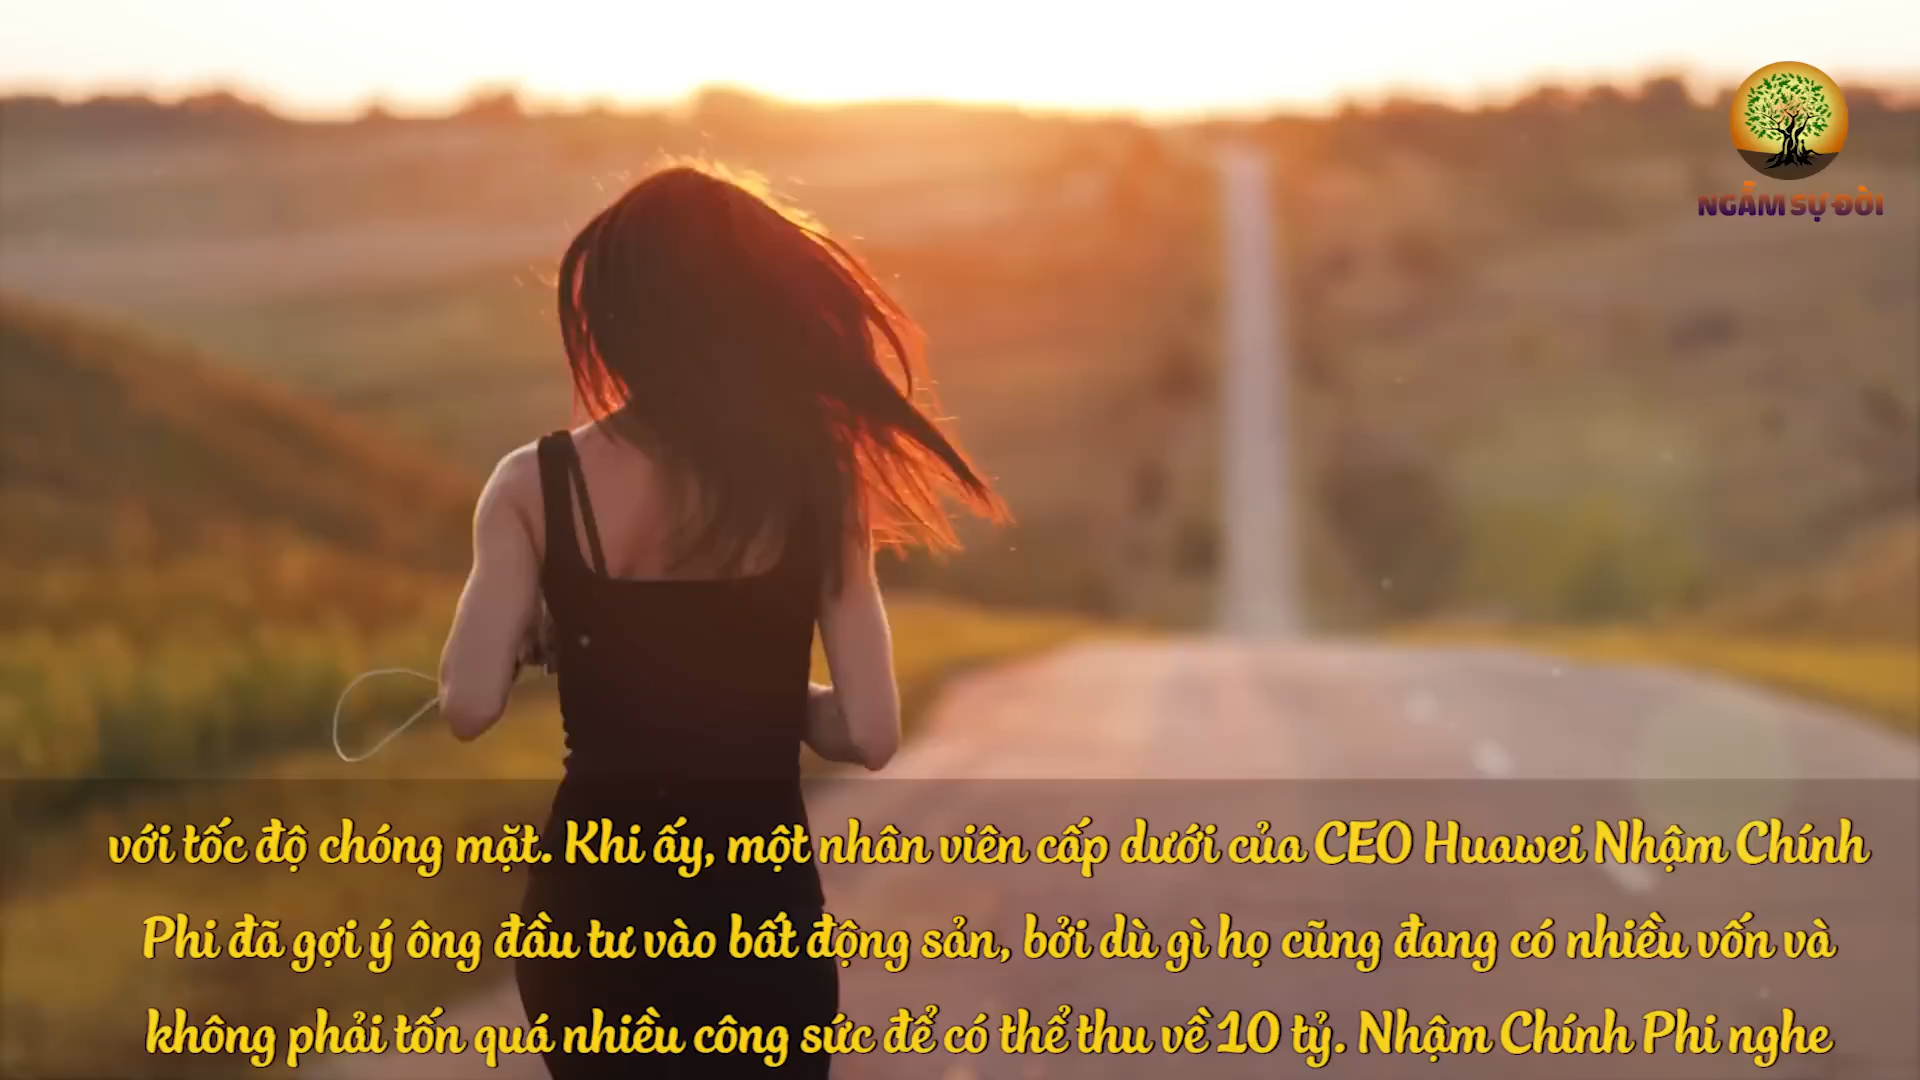 NGẪM SỰ ĐỜI
với tốc độ chóng mặt. Khi ấy, một nhân viên cấp dưới của CEO Huawei Nhậm Chính
Phi đã gợi ý ông đầu tư vào bất động sản, bởi dù gì họ cũng đang có nhiều vốn và
không phải tốn quá nhiều công sức để có thể thu về 10 tỷ. Nhậm Chính Phi nghe